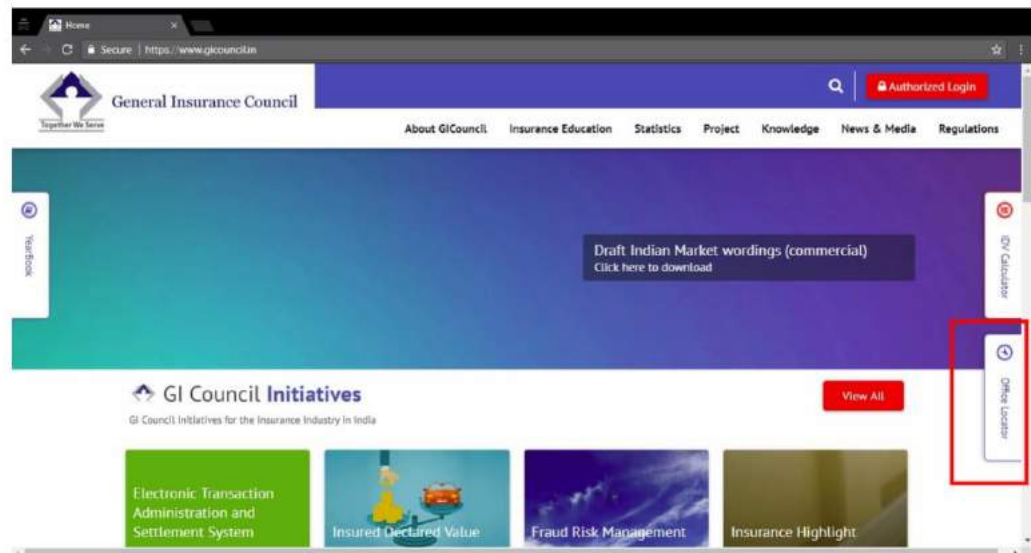 Home
Secure | https://www.gicouncil.in
General Insurance Council
Together We Serve
Authorized Login
About GICouncil Insurance Education Statistics Project Knowledge News & Media Regulations
YearBook
Draft Indian Market wordings (commercial)
Click here to download
IDV Calculator
Office Locator
GI Council Initiatives
View All
GI Council Initiatives for the Insurance Industry in India
Electronic Transaction
Administration and
Settlement System
Insured Declared Value
Fraud Risk Management
Insurance Highlight